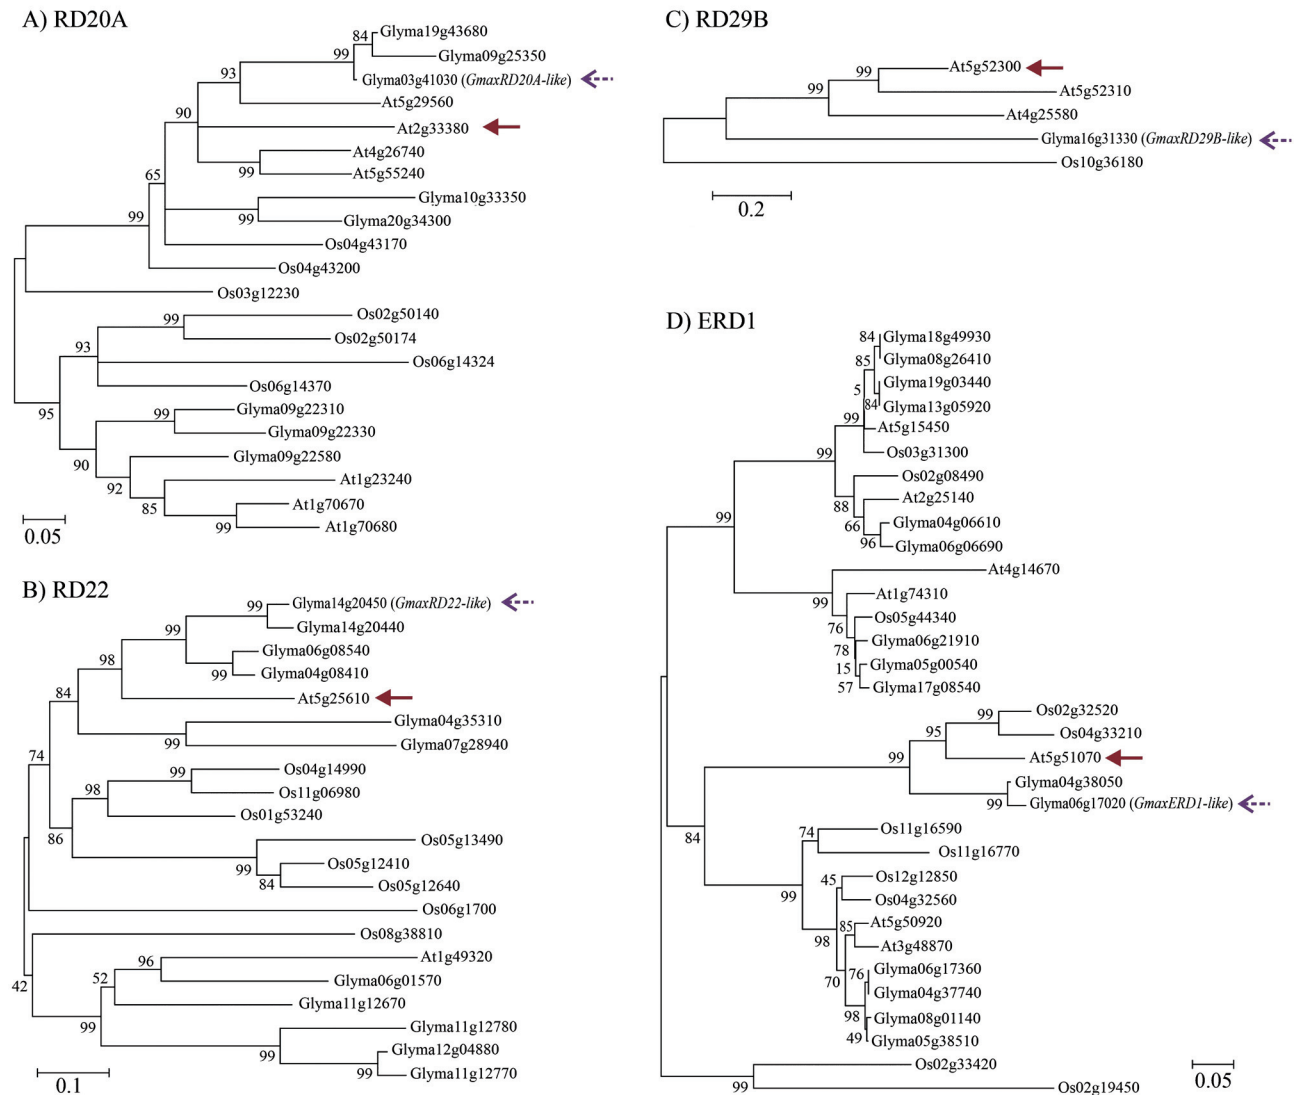 A) RD20A
84
Glyma19g43680
99
Glyma09g25350
Glyma03g41030 (GmaxRD20A-like)
93
At5g29560
90
At2g33380
At4g26740
99
At5g55240
65
Glyma10g33350
99
Glyma20g34300
99
Os04g43170
Os04g43200
Os03g12230
99
Os02g50140
Os02g50174
93
Os06g14324
Os06g14370
95
99
Glyma09g22310
Glyma09g22330
90
Glyma09g22580
92
At1g23240
85
At1g70670
99
At1g70680
0.05
B) RD22
99
Glyma14g20450 (GmaxRD22-like)
Glyma14g20440
99
Glyma06g08540
99
Glyma04g08410
98
At5g25610
84
Glyma04g35310
99
Glyma07g28940
74
99
Os04g14990
Os11g06980
98
Os01g53240
86
Os05g13490
99
Os05g12410
84
Os05g12640
Os06g1700
Os08g38810
42
96
At1g49320
Glyma06g01570
52
Glyma11g12670
99
Glyma11g12780
99
Glyma12g04880
99
Glyma11g12770
0.1
C) RD29B
99
At5g52300
At5g52310
99
At4g25580
Glyma16g31330 (GmaxRD29B-like)
Os10g36180
0.2
D) ERD1
84
Glyma18g49930
Glyma08g26410
85
Glyma19g03440
5
84
Glyma13g05920
99
At5g15450
Os03g31300
99
Os02g08490
88
At2g25140
66
Glyma04g06610
96
Glyma06g06690
99
At4g14670
99
At1g74310
76
Os05g44340
78
Glyma06g21910
15
Glyma05g00540
57
Glyma17g08540
99
Os02g32520
Os04g33210
95
At5g51070
99
Glyma04g38050
99
Glyma06g17020 (GmaxERD1-like)
84
74
Os11g16590
Os11g16770
99
45
Os12g12850
Os04g32560
98
85
At5g50920
At3g48870
70
76
Glyma06g17360
Glyma04g37740
98
Glyma08g01140
49
Glyma05g38510
Os02g33420
99
Os02g19450
0.05